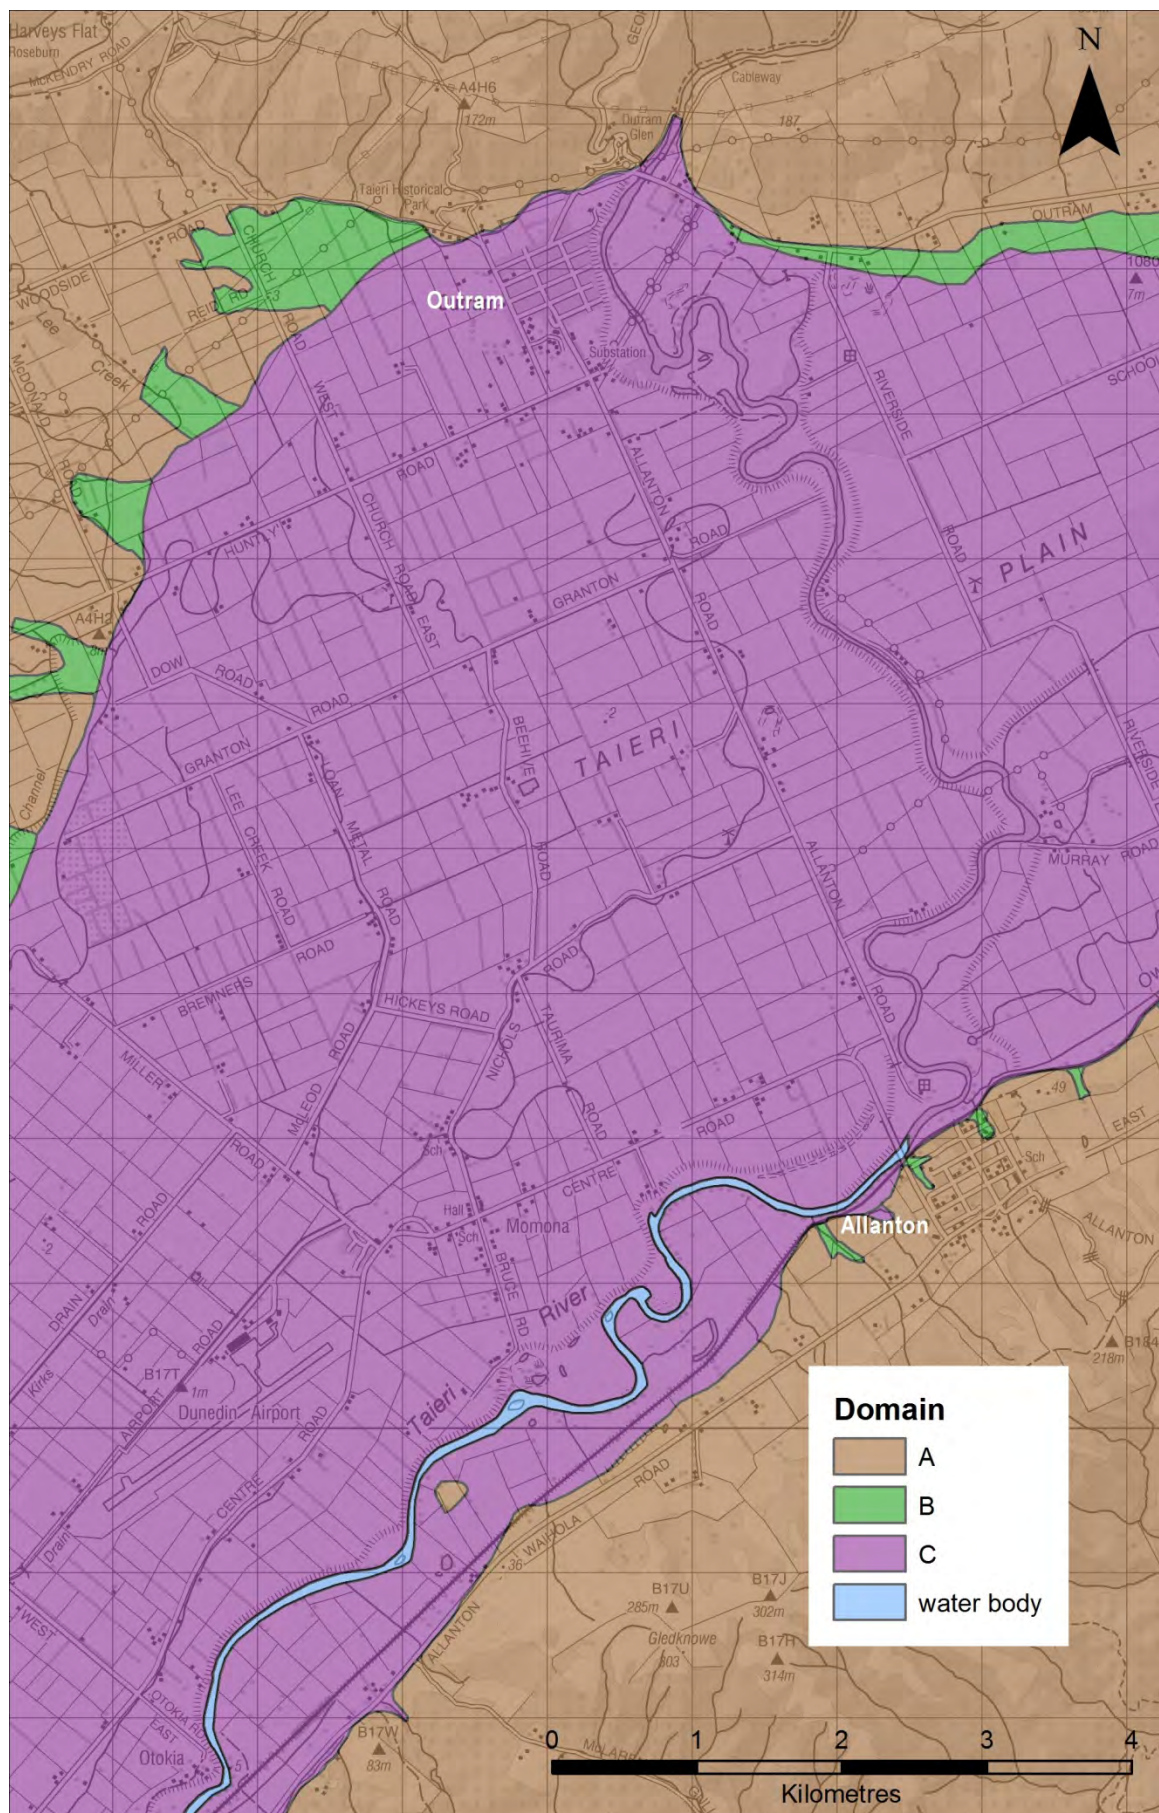 Harveys Flat
Roseburn
McKENDRY ROAD
A4H6
172m
Cableway
187
Outram
Glen
N
Taieri Historical
Park
OUTRAM
ROAD
WOODSIDE
CHURCH
ROAD
Lee
Creek
McDONALD
ROAD
Outram
Substation
7m
RIVERSIDE
ROAD
SCHOOL
WEST
ROAD
ALLANTON
CHURCH
HUNTLY
ROAD
PLAIN
GRANTON
ROAD
ROAD
EAST
A4H2
8m
DOW
ROAD
ROAD
2
TAIERI
BEEHIVE
ROAD
GRANTON
LOAN
METAL
ROAD
LEE
CREEK
ROAD
Channel
RIVERSIDE
MURRAY ROAD
ALLANTON
ROAD
BREMNERS
ROAD
HICKEYS ROAD
NICHOLS
ROAD
TAURIMA
ROAD
MILLER
ROAD
McLEOD
ROAD
49
EAST
Sch
Sch
CENTRE
ROAD
Hall
Sch
Momona
Allanton
ALLANTON
BRUCE
RD
River
2
DRAIN
ROAD
Drain
Kirks
AIRPORT
ROAD
B17T
1m
Dunedin Airport
Taieri
218m
Domain
A
B
C
water body
CENTRE
ROAD
Drain
36
WAIHOLA
ROAD
ALLANTON
B17U
285m
B17J
302m
Gledknowe
303
B17H
314m
WEST
OTOKIA RD
EAST
Otokia
5
B17W
83m
0 1 2 3 4
Kilometres